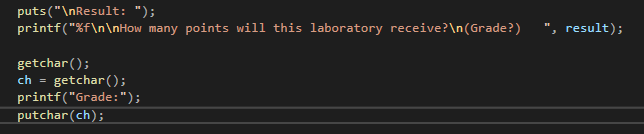 puts("\nResult: ");
printf("%f\n\nHow many points will this laboratory receive?\n(Grade?)   ", result);
getchar();
ch = getchar();
printf("Grade:");
putchar(ch);